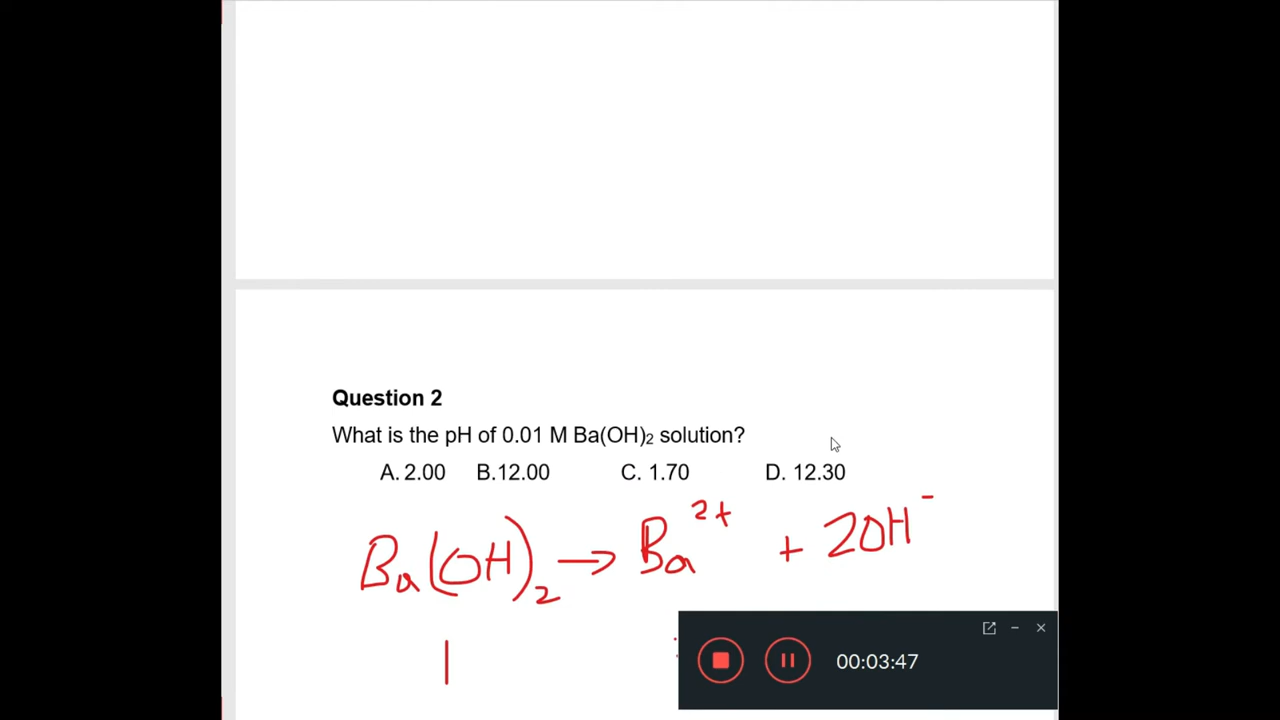 Question 2
What is the pH of 0.01 M Ba(OH)₂ solution?
A. 2.00 B.12.00 C. 1.70 D. 12.30
Ba(OH)₂ → Ba²⁺ + 2OH⁻
1 :
00:03:47